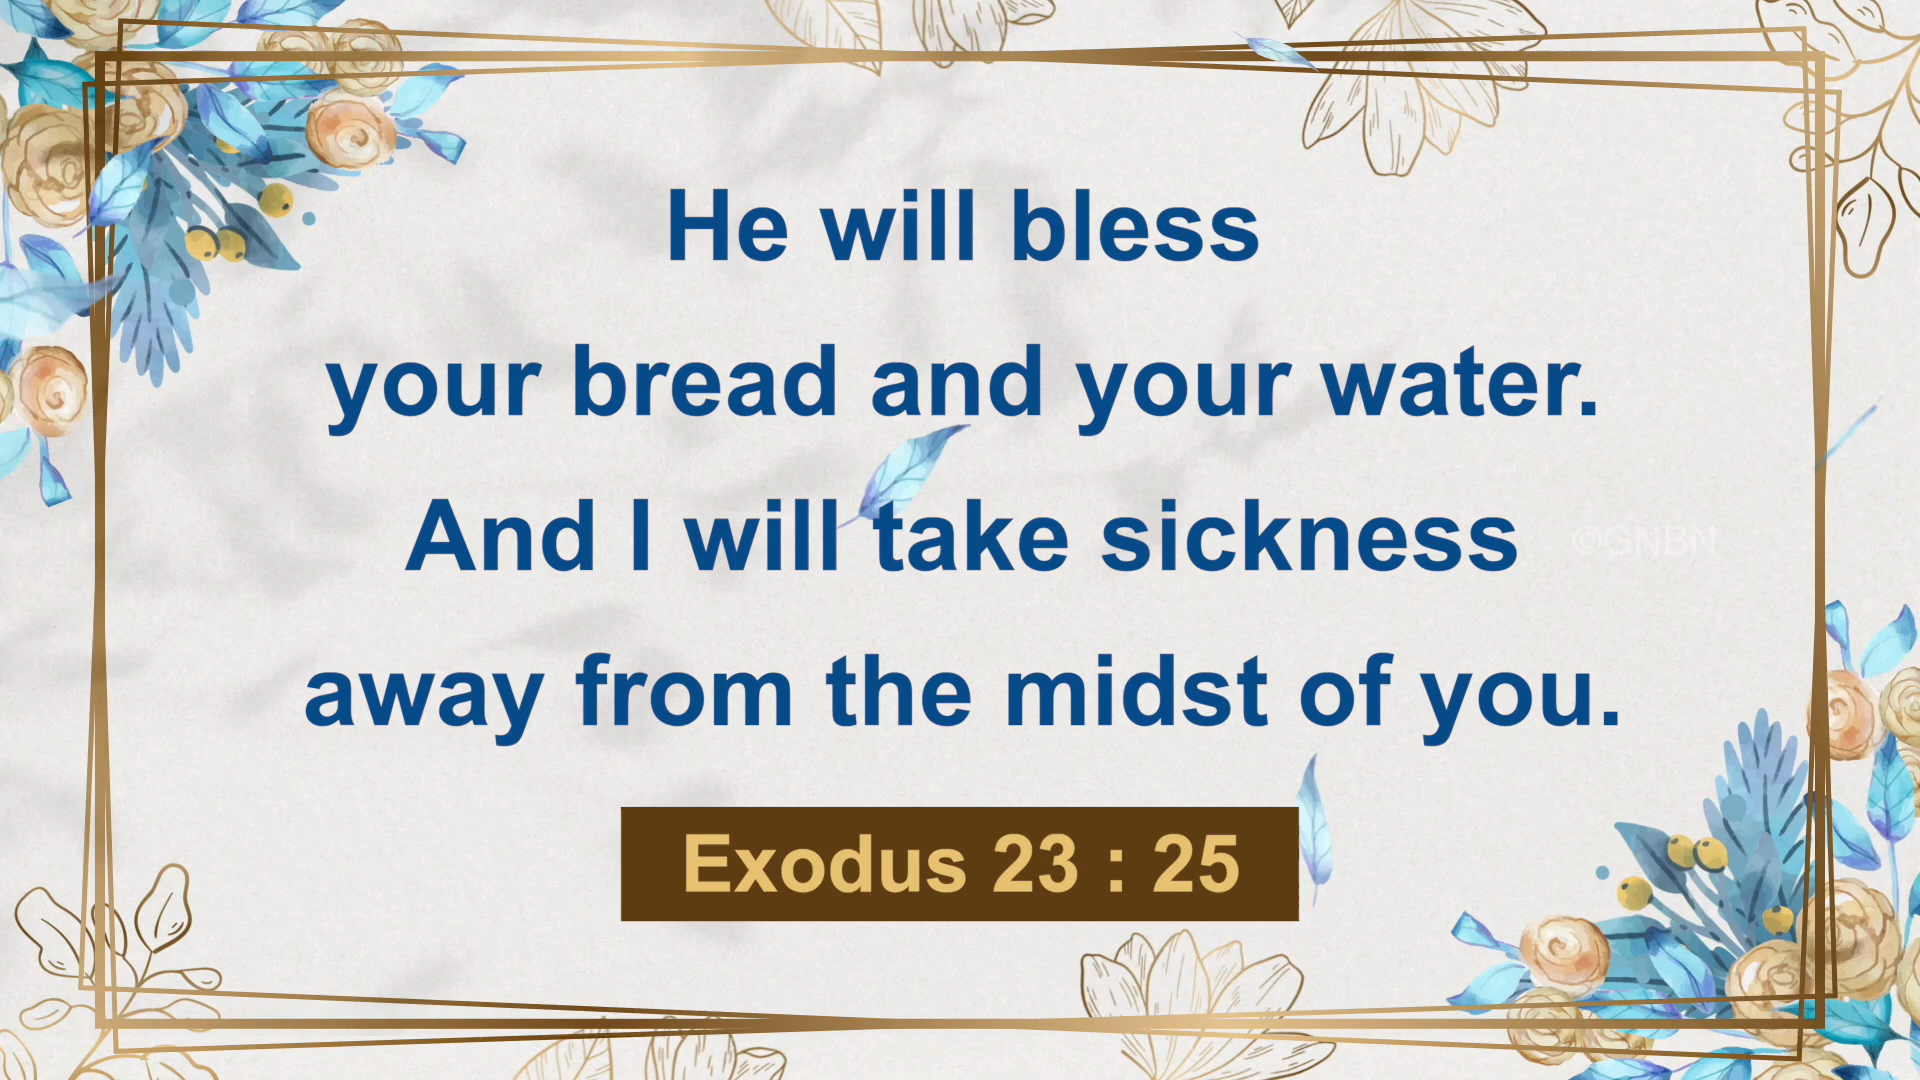 He will bless
your bread and your water.
And I will take sickness
©GNBN
away from the midst of you.
Exodus 23 : 25